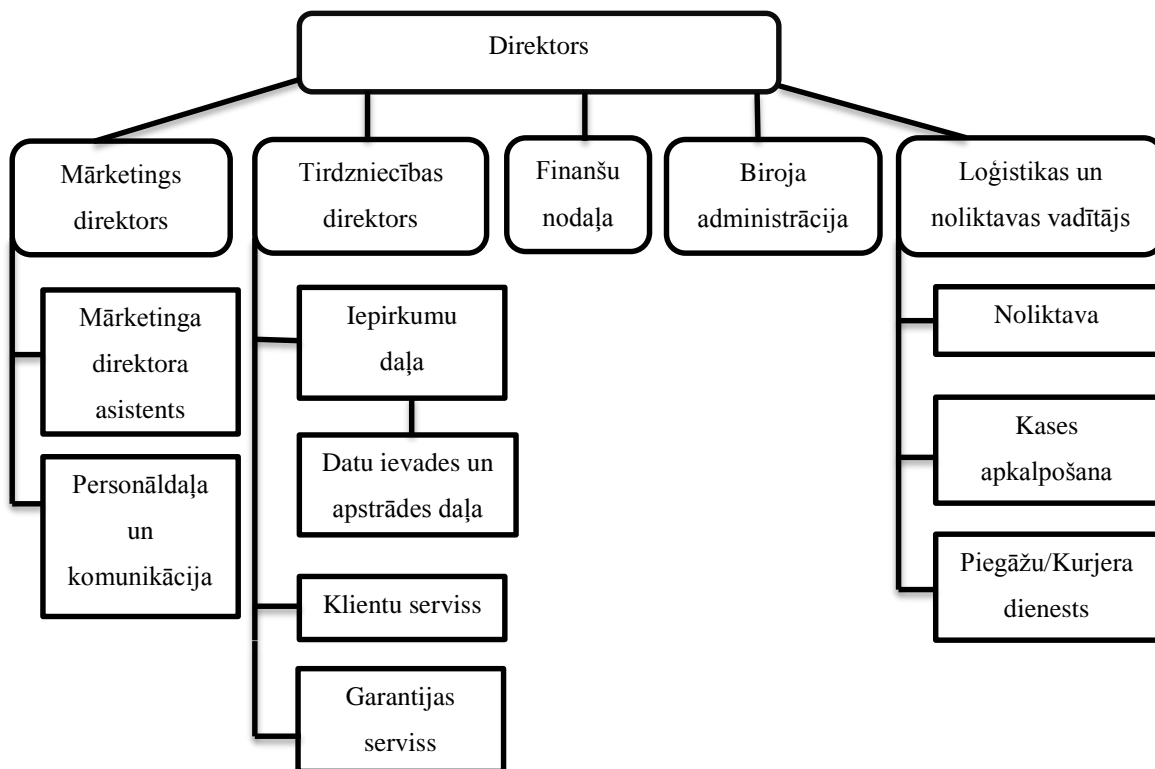 Direktors
Mārketings
direktors
Tirdzniecības
direktors
Finanšu
nodaļa
Biroja
administrācija
Loģistikas un
noliktavas vadītājs
Mārketinga
direktora
asistents
Personāldaļa
un
komunikācija
Iepirkumu
daļa
Datu ievades un
apstrādes daļa
Klientu serviss
Garantijas
serviss
Noliktava
Kases
apkalpošana
Piegāžu/Kurjera
dienests